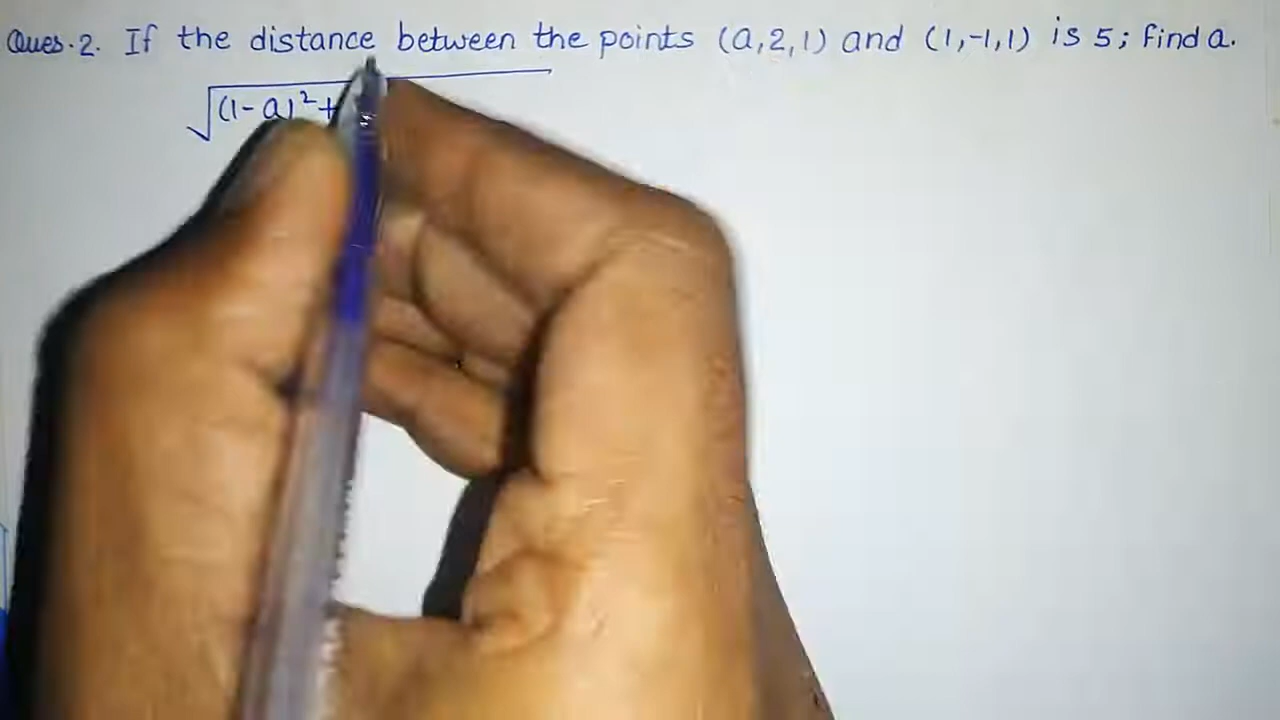 Ques.2. If the distance between the points (a,2,1) and (1,-1,1) is 5; find a.
√(1-a)²+